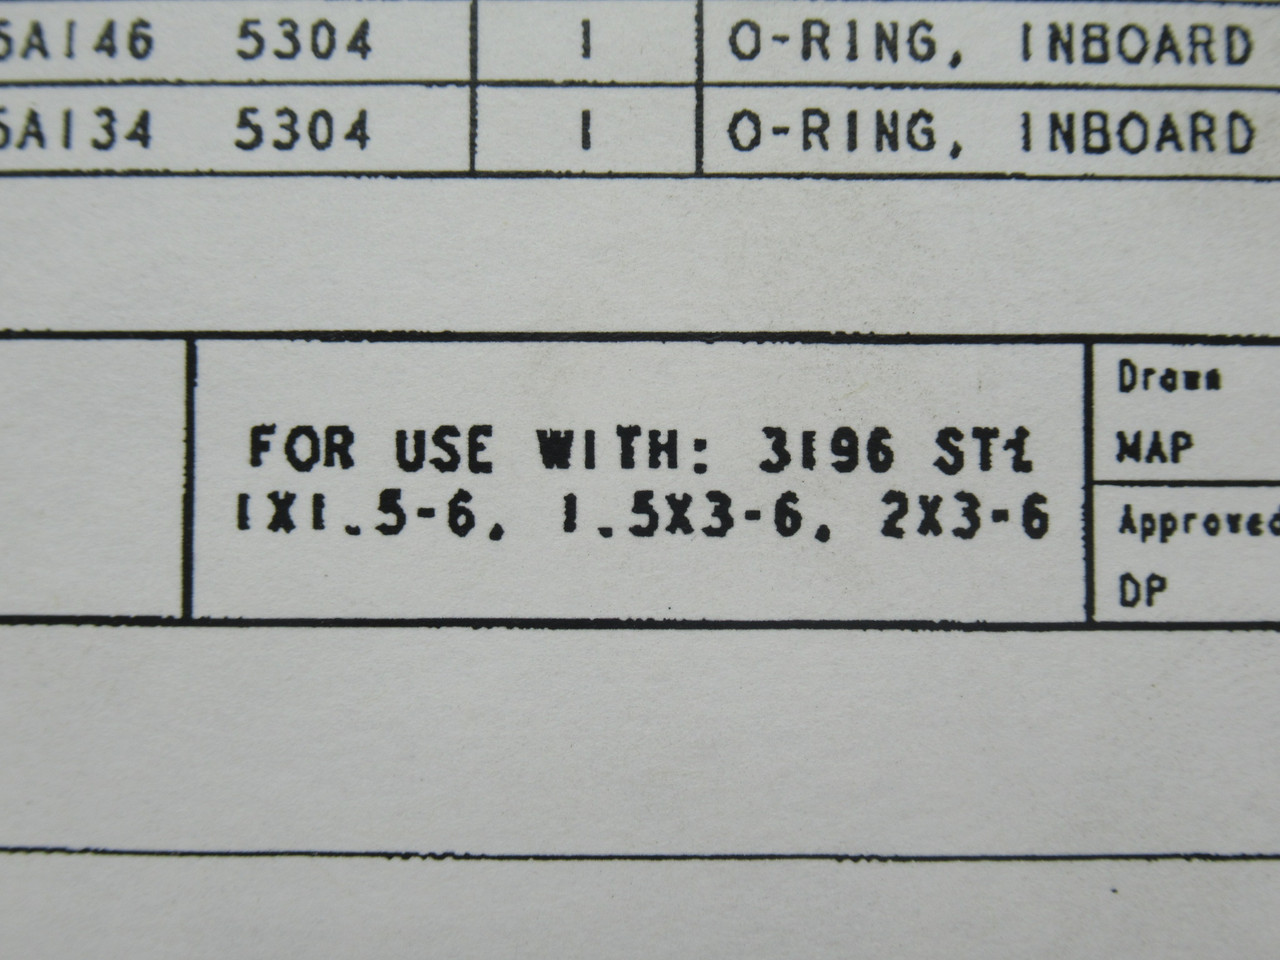 5A146 5304 1 O-RING, INBOARD
5A134 5304 1 O-RING, INBOARD
FOR USE WITH: 3196 STi
1X1.5-6, 1.5X3-6, 2X3-6
Drawn
MAP
Approved
DP